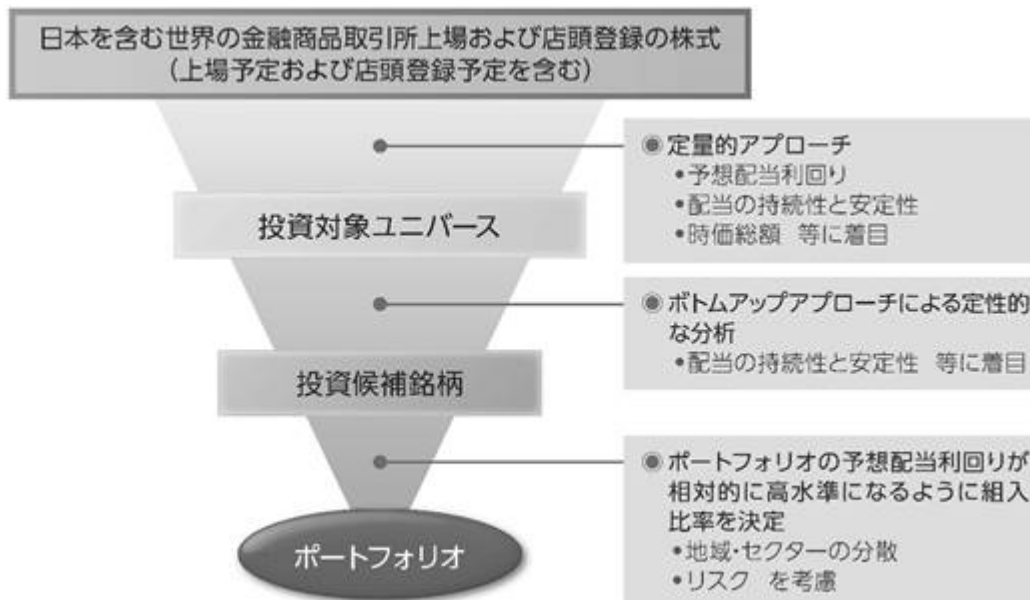 日本を含む世界の金融商品取引所上場および店頭登録の株式
(上場予定および店頭登録予定を含む)
◉定量的アプローチ
•予想配当利回り
•配当の持続性と安定性
•時価総額 等に着目
投資対象ユニバース
◉ボトムアップアプローチによる定性的
な分析
•配当の持続性と安定性 等に着目
投資候補銘柄
◉ポートフォリオの予想配当利回りが
相対的に高水準になるように組入
比率を決定
•地域・セクターの分散
•リスク を考慮
ポートフォリオ